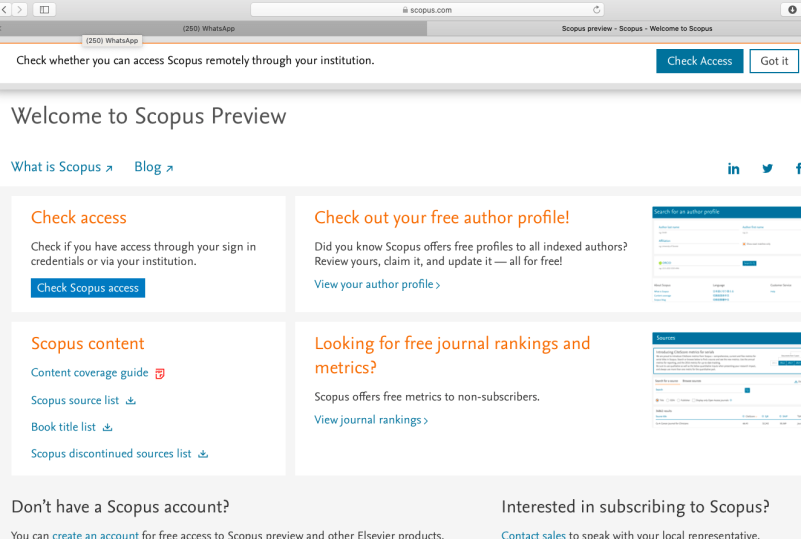 scopus.com
(250) WhatsApp
Scopus preview - Scopus - Welcome to Scopus
(250) WhatsApp
Check whether you can access Scopus remotely through your institution.
Check Access
Got it
Welcome to Scopus Preview
What is Scopus
Blog
in
Check access
Check if you have access through your sign in
credentials or via your institution.
Check Scopus access
Check out your free author profile!
Did you know Scopus offers free profiles to all indexed authors?
Review yours, claim it, and update it — all for free!
View your author profile
Search for an author profile
Scopus content
Content coverage guide
Scopus source list
Book title list
Scopus discontinued sources list
Looking for free journal rankings and
metrics?
Scopus offers free metrics to non-subscribers.
View journal rankings
Sources
Don't have a Scopus account?
You can create an account for free access to Scopus preview and other Elsevier products.
Interested in subscribing to Scopus?
Contact sales to speak with your local representative.